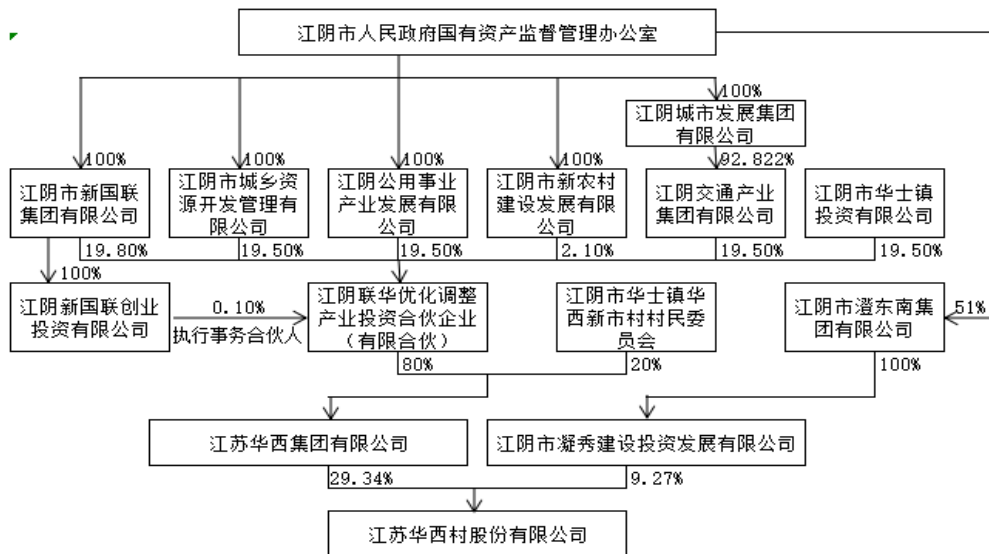 江阴市人民政府国有资产监督管理办公室
100%
江阴城市发展集团
有限公司
100%
100%
100%
100%
92.822%
江阴市新国联
集团有限公司
江阴市城乡资
源开发管理有
限公司
江阴公用事业
产业发展有限
公司
江阴市新农村
建设发展有限
公司
江阴交通产业
集团有限公司
江阴市华士镇
投资有限公司
19.80%
19.50%
19.50%
2.10%
19.50%
19.50%
100%
江阴新国联创业
投资有限公司
0.10%
执行事务合伙人
江阴联华优化调整
产业投资合伙企业
（有限合伙）
江阴市华士镇华
西新市村村民委
员会
江阴市澄东南集
团有限公司
51%
80%
20%
100%
江苏华西集团有限公司
江阴市凝秀建设投资发展有限公司
29.34%
9.27%
江苏华西村股份有限公司